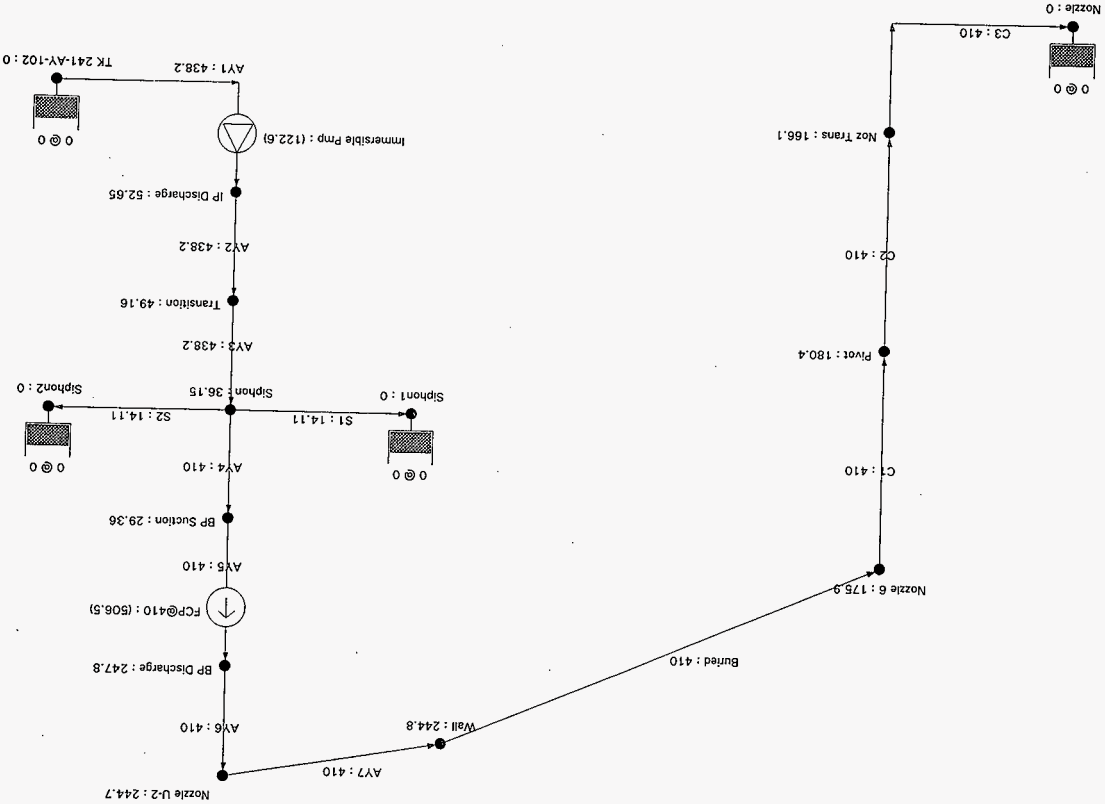 Nozzle U-2 : 244.7
AY7 : 410
Wall : 244.8
AY6 : 410
Buried : 410
BP Discharge : 247.8
FCP@410 : (506.5)
Nozzle 6 : 175.9
AY5 : 410
BP Suction : 29.36
C1 : 410
0 @ 0
AY4 : 410
0 @ 0
S1 : 14.11
S2 : 14.11
Siphon1 : 0
Siphon : 36.15
Siphon2 : 0
Pivot : 180.4
AY3 : 438.2
Transition : 49.16
C2 : 410
AY2 : 438.2
IP Discharge : 52.65
Noz Trans : 166.1
Immersible Pmp : (122.6)
0 @ 0
0 @ 0
AY1 : 438.2
TK 241-AY-102 : 0
C3 : 410
Nozzle : 0